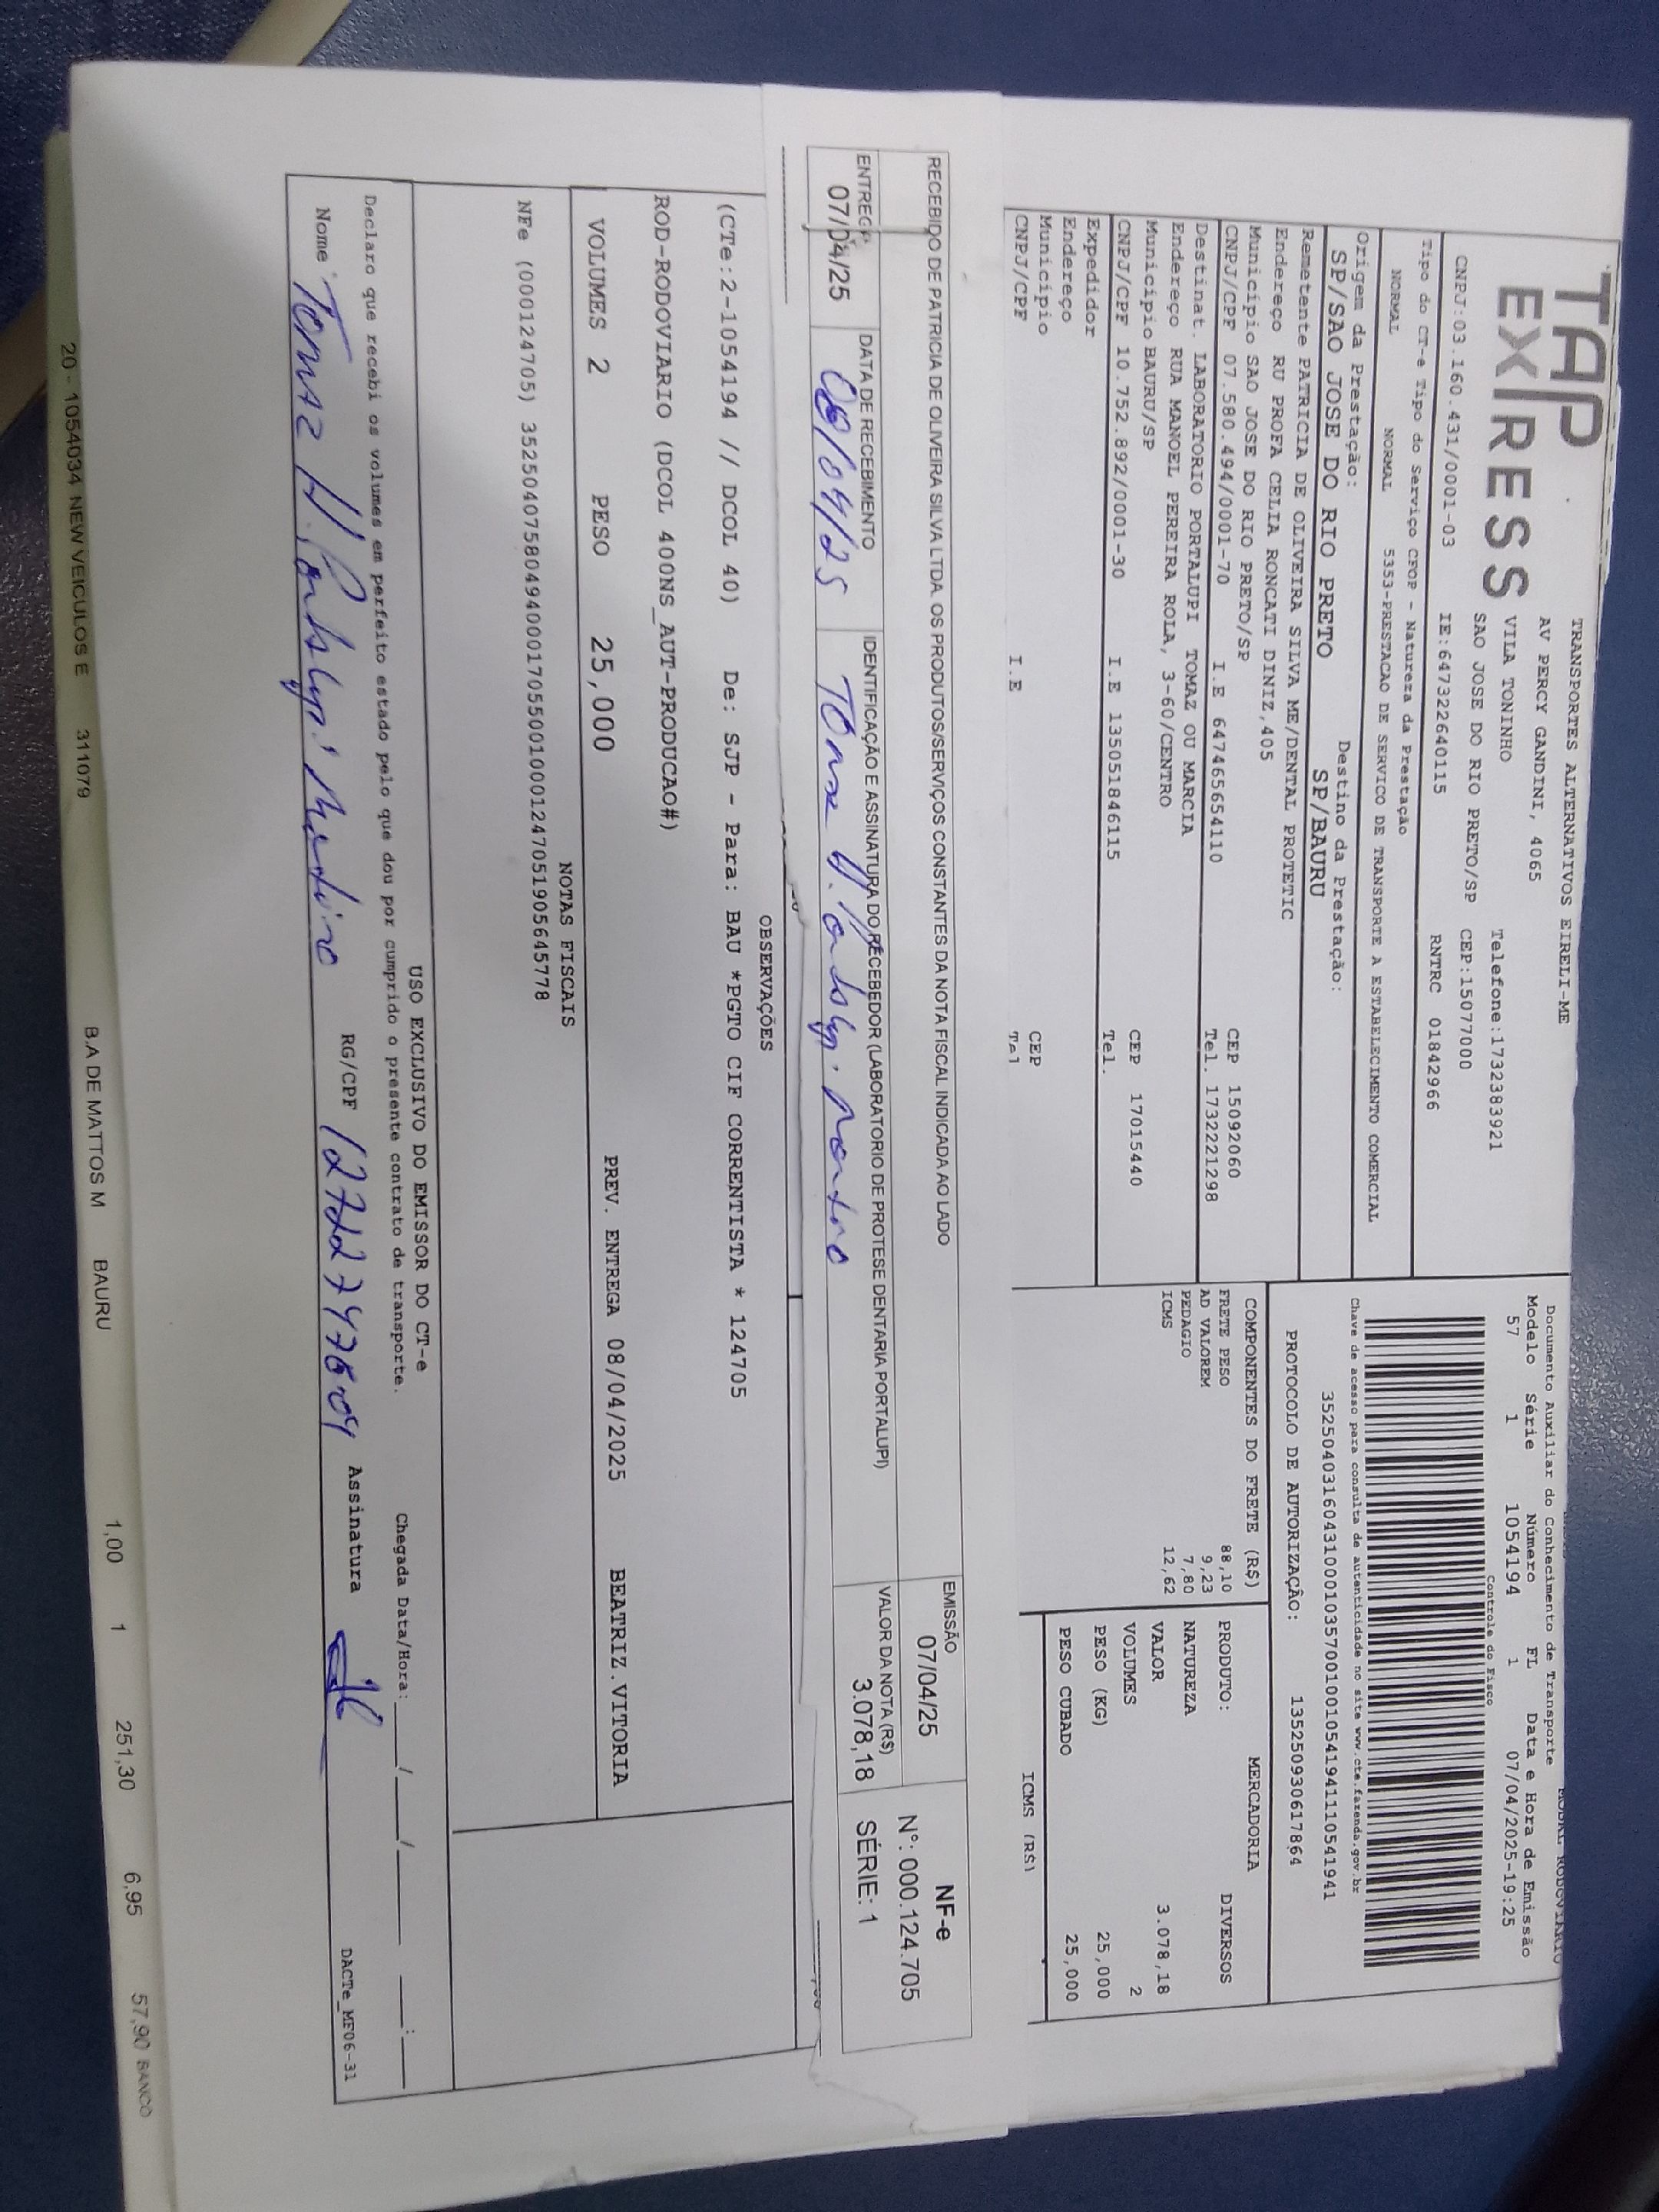 TAP
EXPRESS
TRANSPORTES ALTERNATIVOS EIRELI-ME
AV PERCY GANDINI, 4065
VILA TONINHO Telefone:1732383921
SAO JOSE DO RIO PRETO/SP CEP:15077000
CNPJ:03.160.431/0001-03 IE:647322640115 RNTRC 01842966
Tipo do CT-e Tipo do Serviço CFOP - Natureza da Prestação
NORMAL NORMAL 5353-PRESTACAO DE SERVICO DE TRANSPORTE A ESTABELECIMENTO COMERCIAL
Origem da Prestação: Destino da Prestação:
SP/SAO JOSE DO RIO PRETO SP/BAURU
Remetente PATRICIA DE OLIVEIRA SILVA ME/DENTAL PROTETIC
Endereço RU PROFA CELIA RONCATI DINIZ,405
Município SAO JOSE DO RIO PRETO/SP CEP 15092060
CNPJ/CPF 07.580.494/0001-70 I.E 647465654110 Tel. 1732221298
Destinat. LABORATORIO PORTALUPI TOMAZ OU MARCIA
Endereço RUA MANOEL PEREIRA ROLA, 3-60/CENTRO
Município BAURU/SP CEP 17015440
CNPJ/CPF 10.752.892/0001-30 I.E 13505184​6115 Tel.
Expedidor
Endereço
Município CEP
CNPJ/CPF I.E Tel
MODAL RODOVIARIO
Documento Auxiliar do Conhecimento de Transporte
Modelo Série Número FL Data e Hora de Emissão
57 1 1054194 1 07/04/2025-19:25
Controle do Fisco
Chave de acesso para consulta de autenticidade no site www.cte.fazenda.gov.br
35250403160431000103570010010541941110541941
PROTOCOLO DE AUTORIZAÇÃO: 135250930617864
COMPONENTES DO FRETE (R$)
FRETE PESO 88,10
AD VALOREM 9,23
PEDAGIO 7,80
ICMS 12,62
MERCADORIA
PRODUTO: DIVERSOS
NATUREZA
VALOR 3.078,18
VOLUMES 2
PESO (KG) 25,000
PESO CUBADO 25,000
ICMS (R$)
RECEBIDO DE PATRICIA DE OLIVEIRA SILVA LTDA. OS PRODUTOS/SERVIÇOS CONSTANTES DA NOTA FISCAL INDICADA AO LADO
EMISSÃO
07/04/25
NF-e
Nº: 000.124.705
SÉRIE: 1
ENTREGA
07/04/25
DATA DE RECEBIMENTO
08/04/25
IDENTIFICAÇÃO E ASSINATURA DO RECEBEDOR (LABORATORIO DE PROTESE DENTARIA PORTALUPI)
VALOR DA NOTA (R$)
3.078,18
OBSERVAÇÕES
(CTe:2-1054194 // DCOL 40) De: SJP - Para: BAU *PGTO CIF CORRENTISTA * 124705
ROD-RODOVIARIO (DCOL 400NS_AUT-PRODUCAO#)
VOLUMES 2 PESO 25,000 PREV. ENTREGA 08/04/2025 BEATRIZ.VITORIA
NOTAS FISCAIS
NFe (000124705) 35250407580494000170550010001247051905645778
USO EXCLUSIVO DO EMISSOR DO CT-e
Declaro que recebi os volumes em perfeito estado pelo que dou por cumprido o presente contrato de transporte. Chegada Data/Hora:
Nome RG/CPF Assinatura
DACTe_MF06-31
20 - 1054034 NEW VEICULOS E 311079 B.A DE MATTOS M BAURU 1,00 1 251,30 6,95 57,90 BANCO